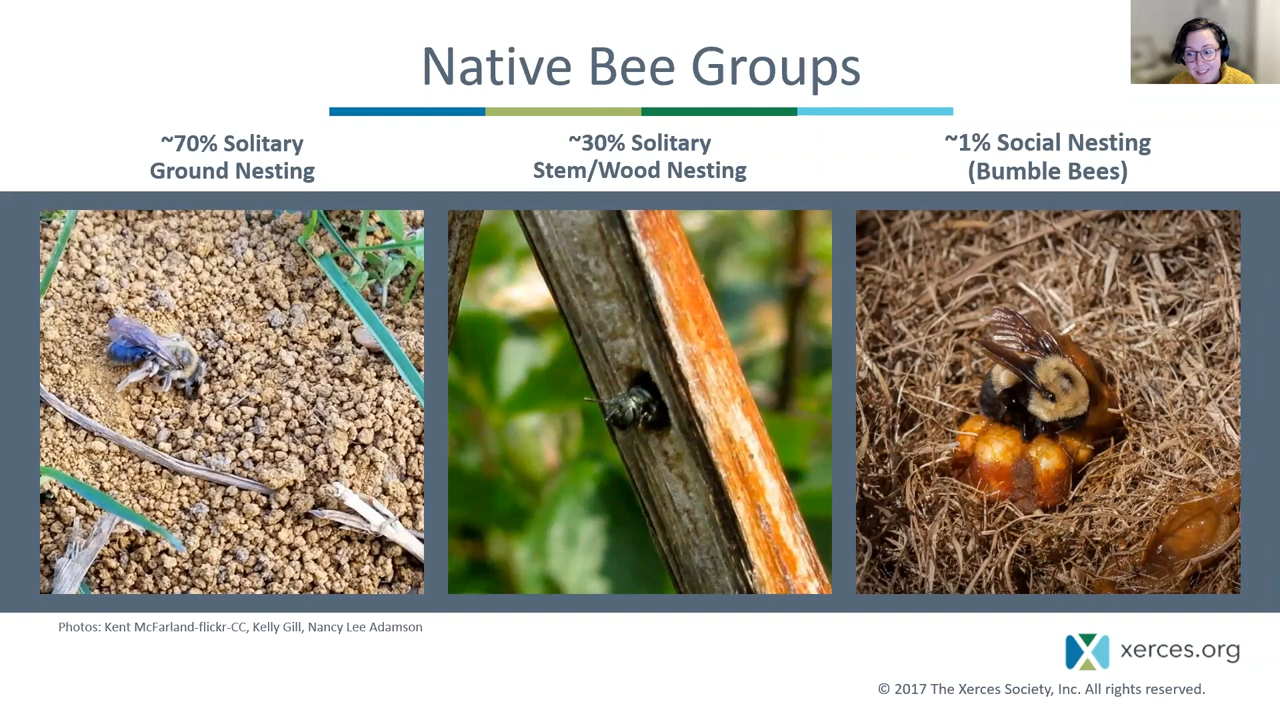 Native Bee Groups
~70% Solitary
Ground Nesting
~30% Solitary
Stem/Wood Nesting
~1% Social Nesting
(Bumble Bees)
Photos: Kent McFarland-flickr-CC, Kelly Gill, Nancy Lee Adamson
xerces.org
© 2017 The Xerces Society, Inc. All rights reserved.